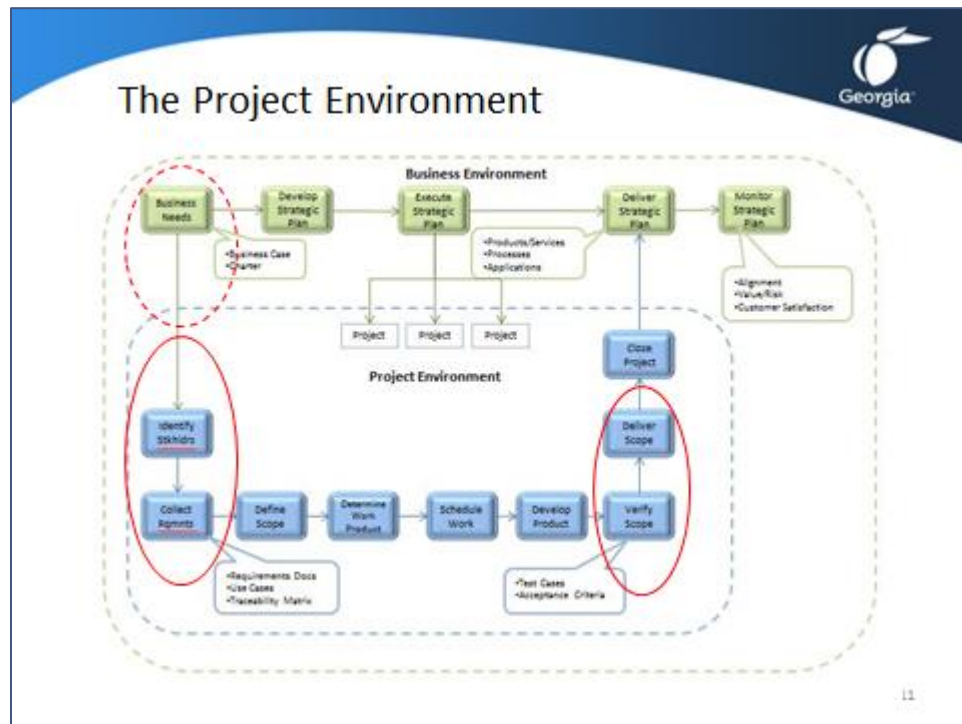 Georgia
The Project Environment
Business Environment
Business
Needs
Develop
Strategic
Plan
Execute
Strategic
Plan
Deliver
Strategic
Plan
Monitor
Strategic
Plan
•Business Case
•Charter
•Products/Services
•Processes
•Applications
•Alignment
•Value/Risk
•Customer Satisfaction
Project
Project
Project
Project Environment
Close
Project
Identify
Stkhldrs
Deliver
Scope
Collect
Rqmnts
Define
Scope
Determine
Work
Product
Schedule
Work
Develop
Product
Verify
Scope
•Requirements Docs
•Use Cases
•Traceability Matrix
•Test Cases
•Acceptance Criteria
11